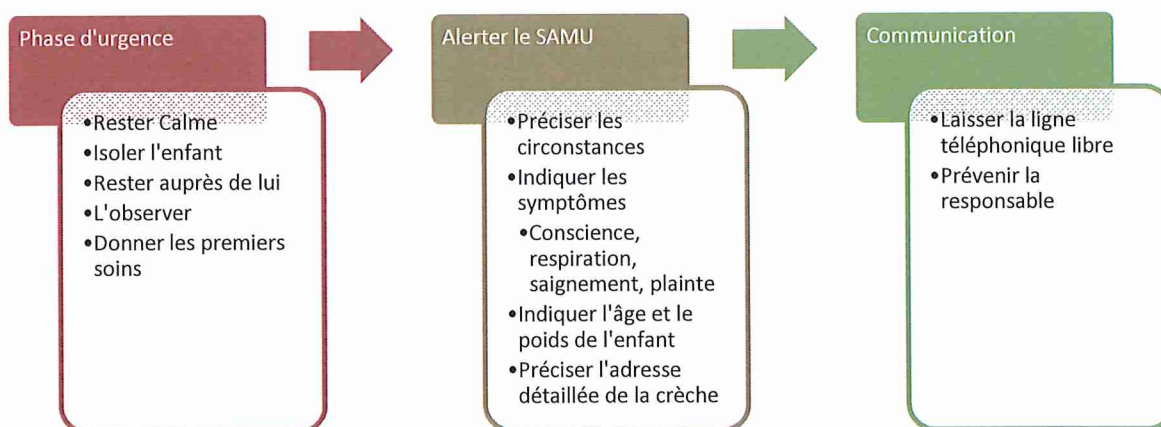 Phase d'urgence
•Rester Calme
•Isoler l'enfant
•Rester auprès de lui
•L'observer
•Donner les premiers
soins
Alerter le SAMU
•Préciser les
circonstances
•Indiquer les
symptômes
•Conscience,
respiration,
saignement, plainte
•Indiquer l'âge et le
poids de l'enfant
•Préciser l'adresse
détaillée de la crèche
Communication
•Laisser la ligne
téléphonique libre
•Prévenir la
responsable